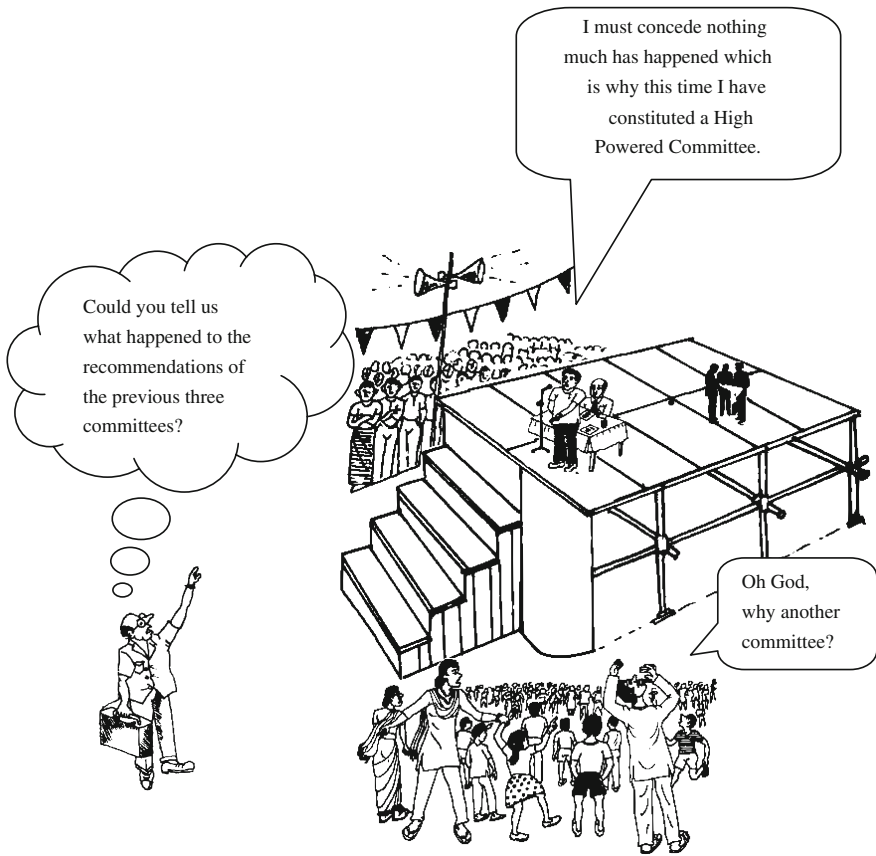 I must concede nothing
much has happened which
is why this time I have
constituted a High
Powered Committee.
Could you tell us
what happened to the
recommendations of
the previous three
committees?
Oh God,
why another
committee?